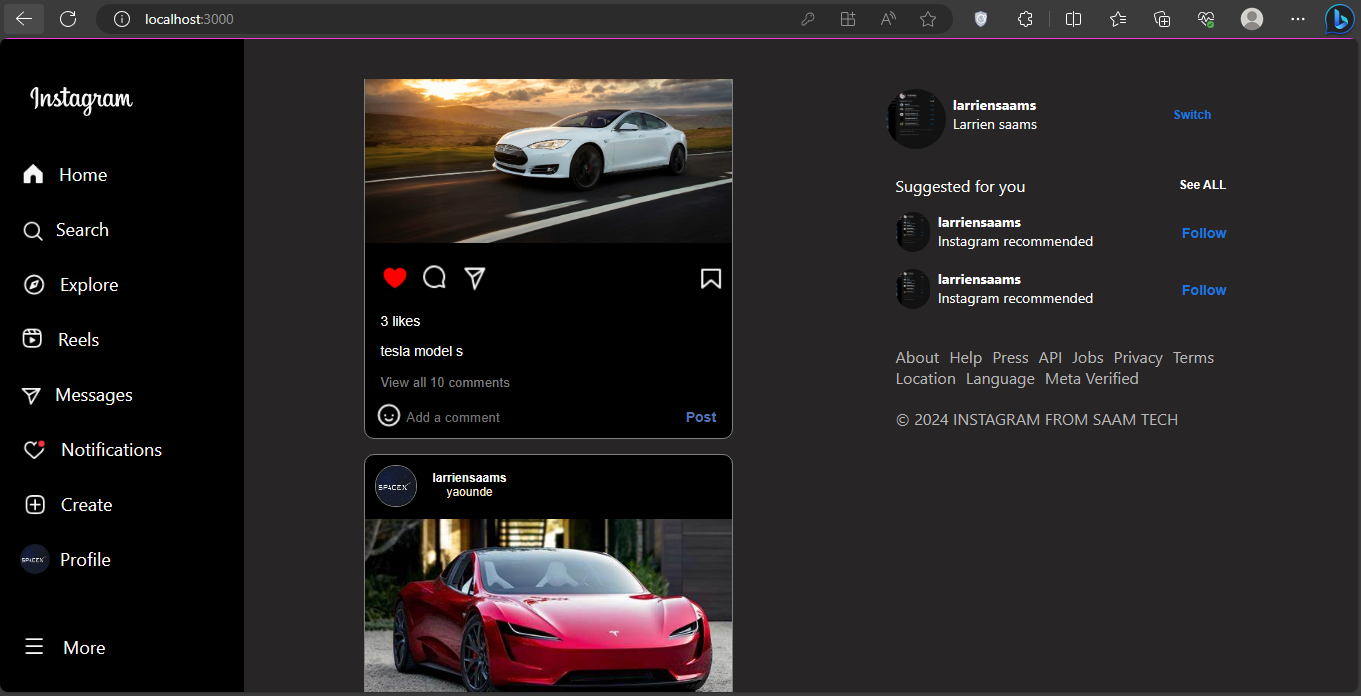 localhost:3000
Instagram
Home
Search
Explore
Reels
Messages
Notifications
Create
SPACEX
Profile
More
3 likes
tesla model s
View all 10 comments
Add a comment
Post
SPACEX
larriensaams
yaounde
larriensaams
Larrien saams
Switch
Suggested for you
See ALL
larriensaams
Instagram recommended
Follow
larriensaams
Instagram recommended
Follow
About Help Press API Jobs Privacy Terms
Location Language Meta Verified
© 2024 INSTAGRAM FROM SAAM TECH